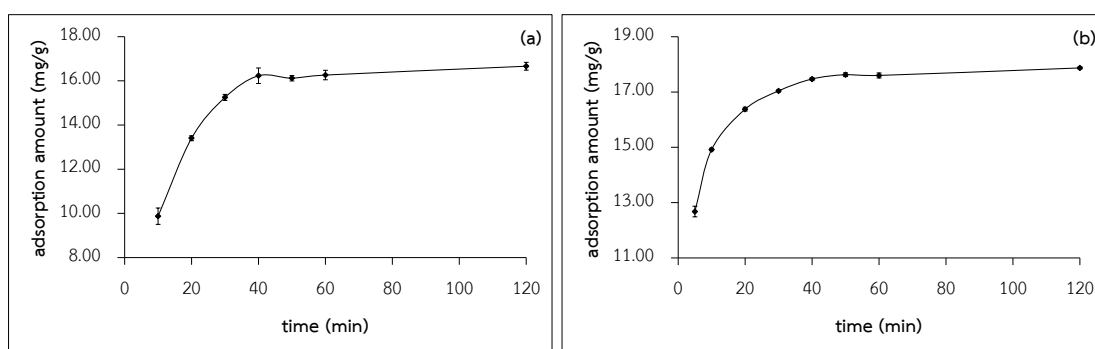 (a)
adsorption amount (mg/g)
18.00
16.00
14.00
12.00
10.00
8.00
0 20 40 60 80 100 120
time (min)
(b)
adsorption amount (mg/g)
19.00
17.00
15.00
13.00
11.00
0 20 40 60 80 100 120
time (min)